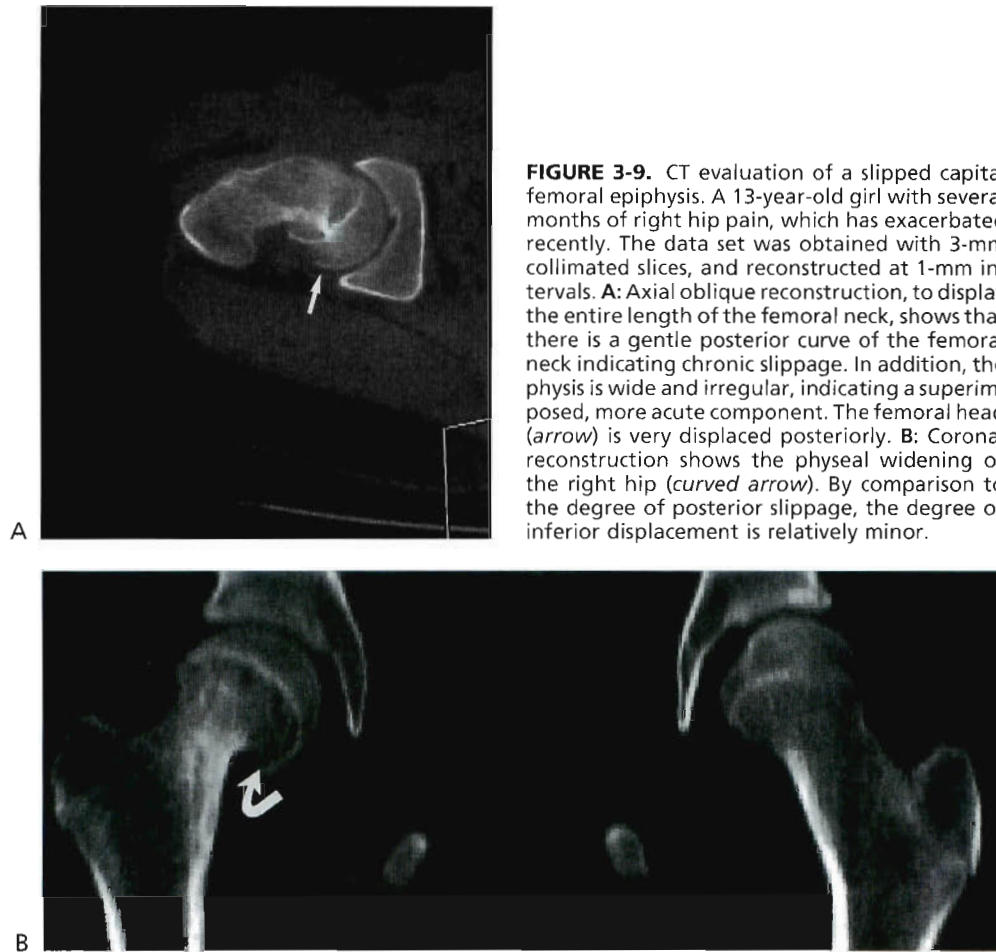 FIGURE 3-9. CT evaluation of a slipped capita
femoral epiphysis. A 13-year-old girl with severa
months of right hip pain, which has exacerbated
recently. The data set was obtained with 3-mm
collimated slices, and reconstructed at 1-mm in
tervals. A: Axial oblique reconstruction, to displa
the entire length of the femoral neck, shows tha
there is a gentle posterior curve of the femora
neck indicating chronic slippage. In addition, the
physis is wide and irregular, indicating a superim
posed, more acute component. The femoral head
(arrow) is very displaced posteriorly. B: Corona
reconstruction shows the physeal widening o
the right hip (curved arrow). By comparison to
the degree of posterior slippage, the degree o
inferior displacement is relatively minor.
A
B